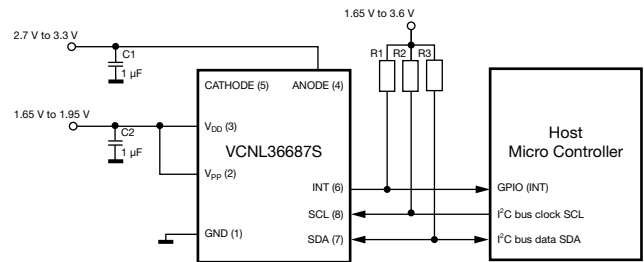 1.65 V to 3.6 V
2.7 V to 3.3 V
C1
1 μF
R1
R2
R3
CATHODE (5)
ANODE (4)
1.65 V to 1.95 V
C2
1 μF
VDD (3)
VCNL36687S
VPP (2)
Host
Micro Controller
INT (6)
GPIO (INT)
SCL (8)
I²C bus clock SCL
GND (1)
SDA (7)
I²C bus data SDA